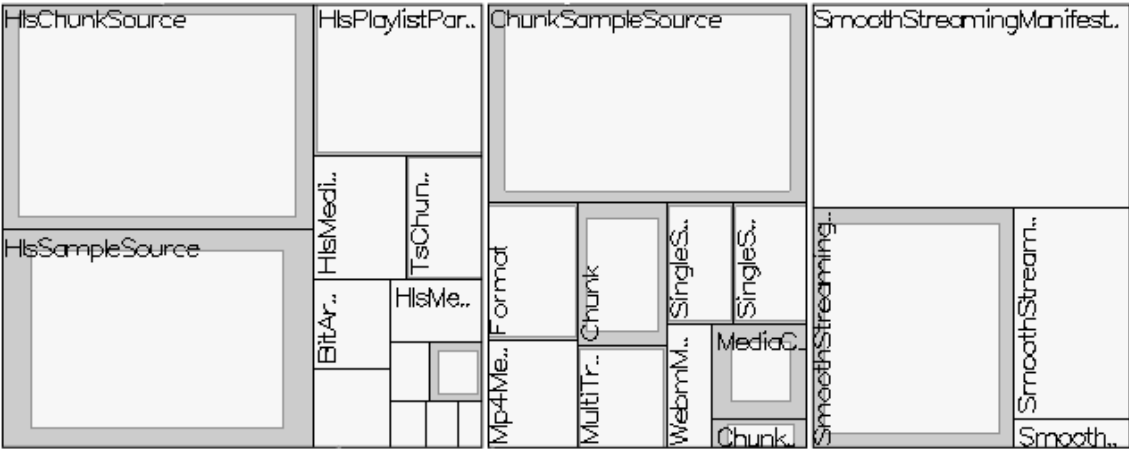 HlsChunkSource
HlsPlaylistPar..
HlsSampleSource
HlsMedi..
TsChun..
BitAr..
HlsMe..
ChunkSampleSource
Format
Chunk
SingleS..
SingleS..
Mp4Me..
MultiTr..
WebmM..
MediaC..
Chunk..
SmoothStreamingManifest..
SmoothStreaming..
SmoothStream..
Smooth..